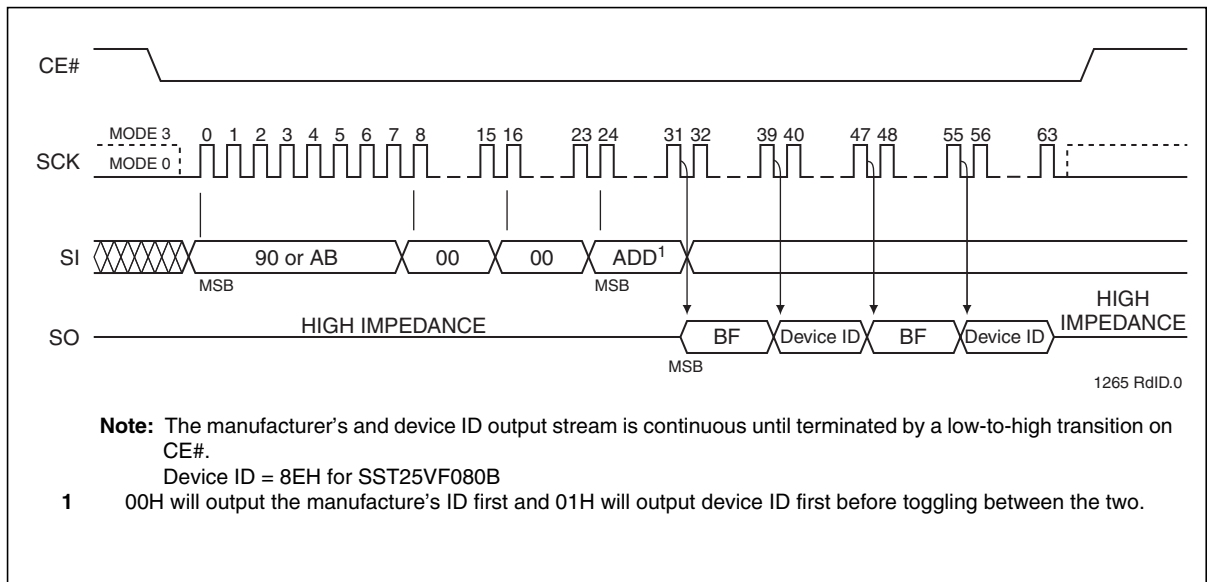 CE#
MODE 3 0 1 2 3 4 5 6 7 8 15 16 23 24 31 32 39 40 47 48 55 56 63
SCK MODE 0
SI 90 or AB 00 00 ADD1
MSB MSB
HIGH IMPEDANCE
SO HIGH IMPEDANCE BF Device ID BF Device ID
MSB
1265 RdID.0
Note: The manufacturer's and device ID output stream is continuous until terminated by a low-to-high transition on
CE#.
Device ID = 8EH for SST25VF080B
1 00H will output the manufacture's ID first and 01H will output device ID first before toggling between the two.